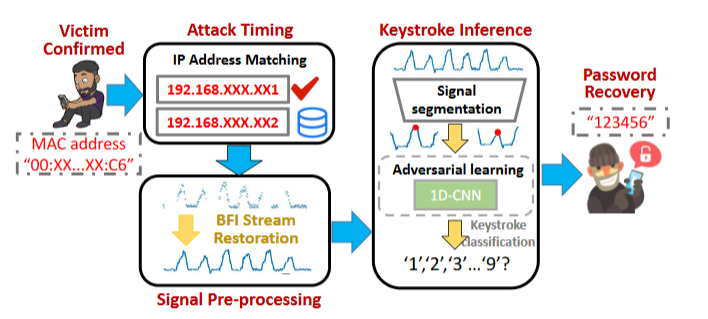 Victim
Confirmed
MAC address
“00:XX...XX:C6”
Attack Timing
IP Address Matching
192.168.XXX.XX1
192.168.XXX.XX2
BFI Stream
Restoration
Signal Pre-processing
Keystroke Inference
Signal
segmentation
Adversarial learning
1D-CNN
Keystroke
classification
‘1’,‘2’,‘3’...‘9’?
Password
Recovery
“123456”